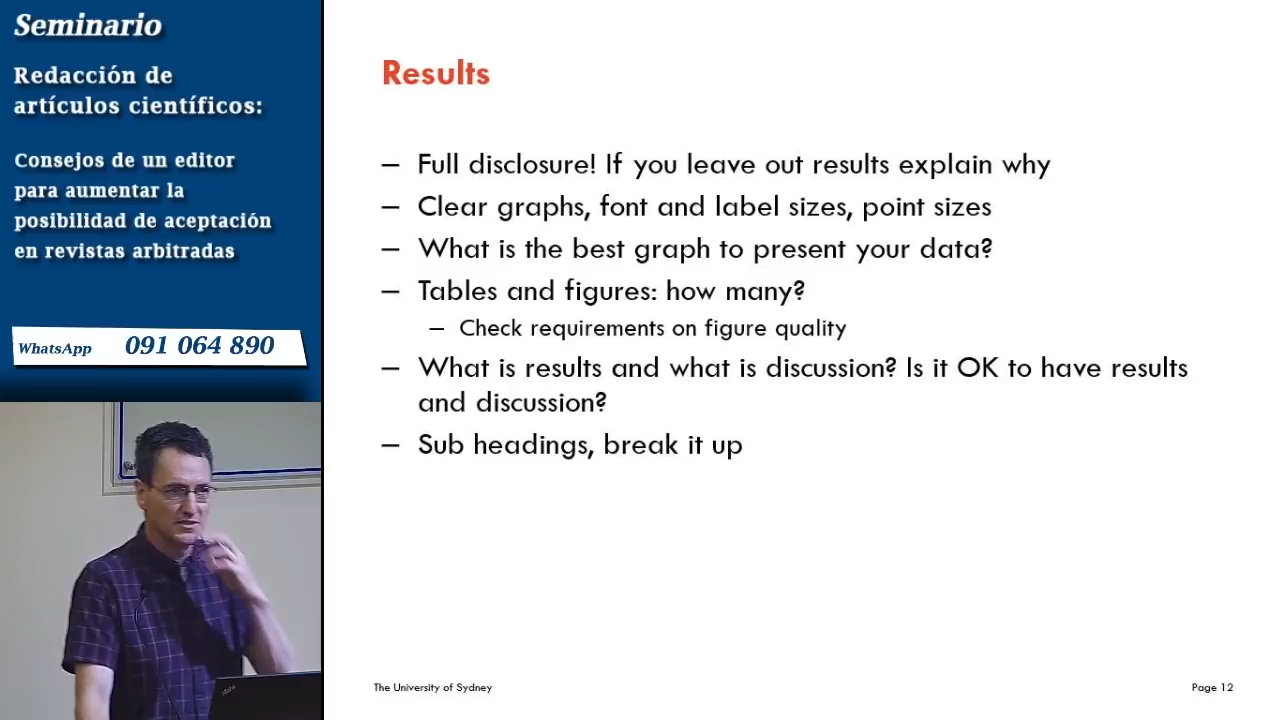 Seminario
Redacción de
artículos científicos:
Consejos de un editor
para aumentar la
posibilidad de aceptación
en revistas arbitradas
WhatsApp 091 064 890
Results
– Full disclosure! If you leave out results explain why
– Clear graphs, font and label sizes, point sizes
– What is the best graph to present your data?
– Tables and figures: how many?
– Check requirements on figure quality
– What is results and what is discussion? Is it OK to have results
and discussion?
– Sub headings, break it up
The University of Sydney
Page 12